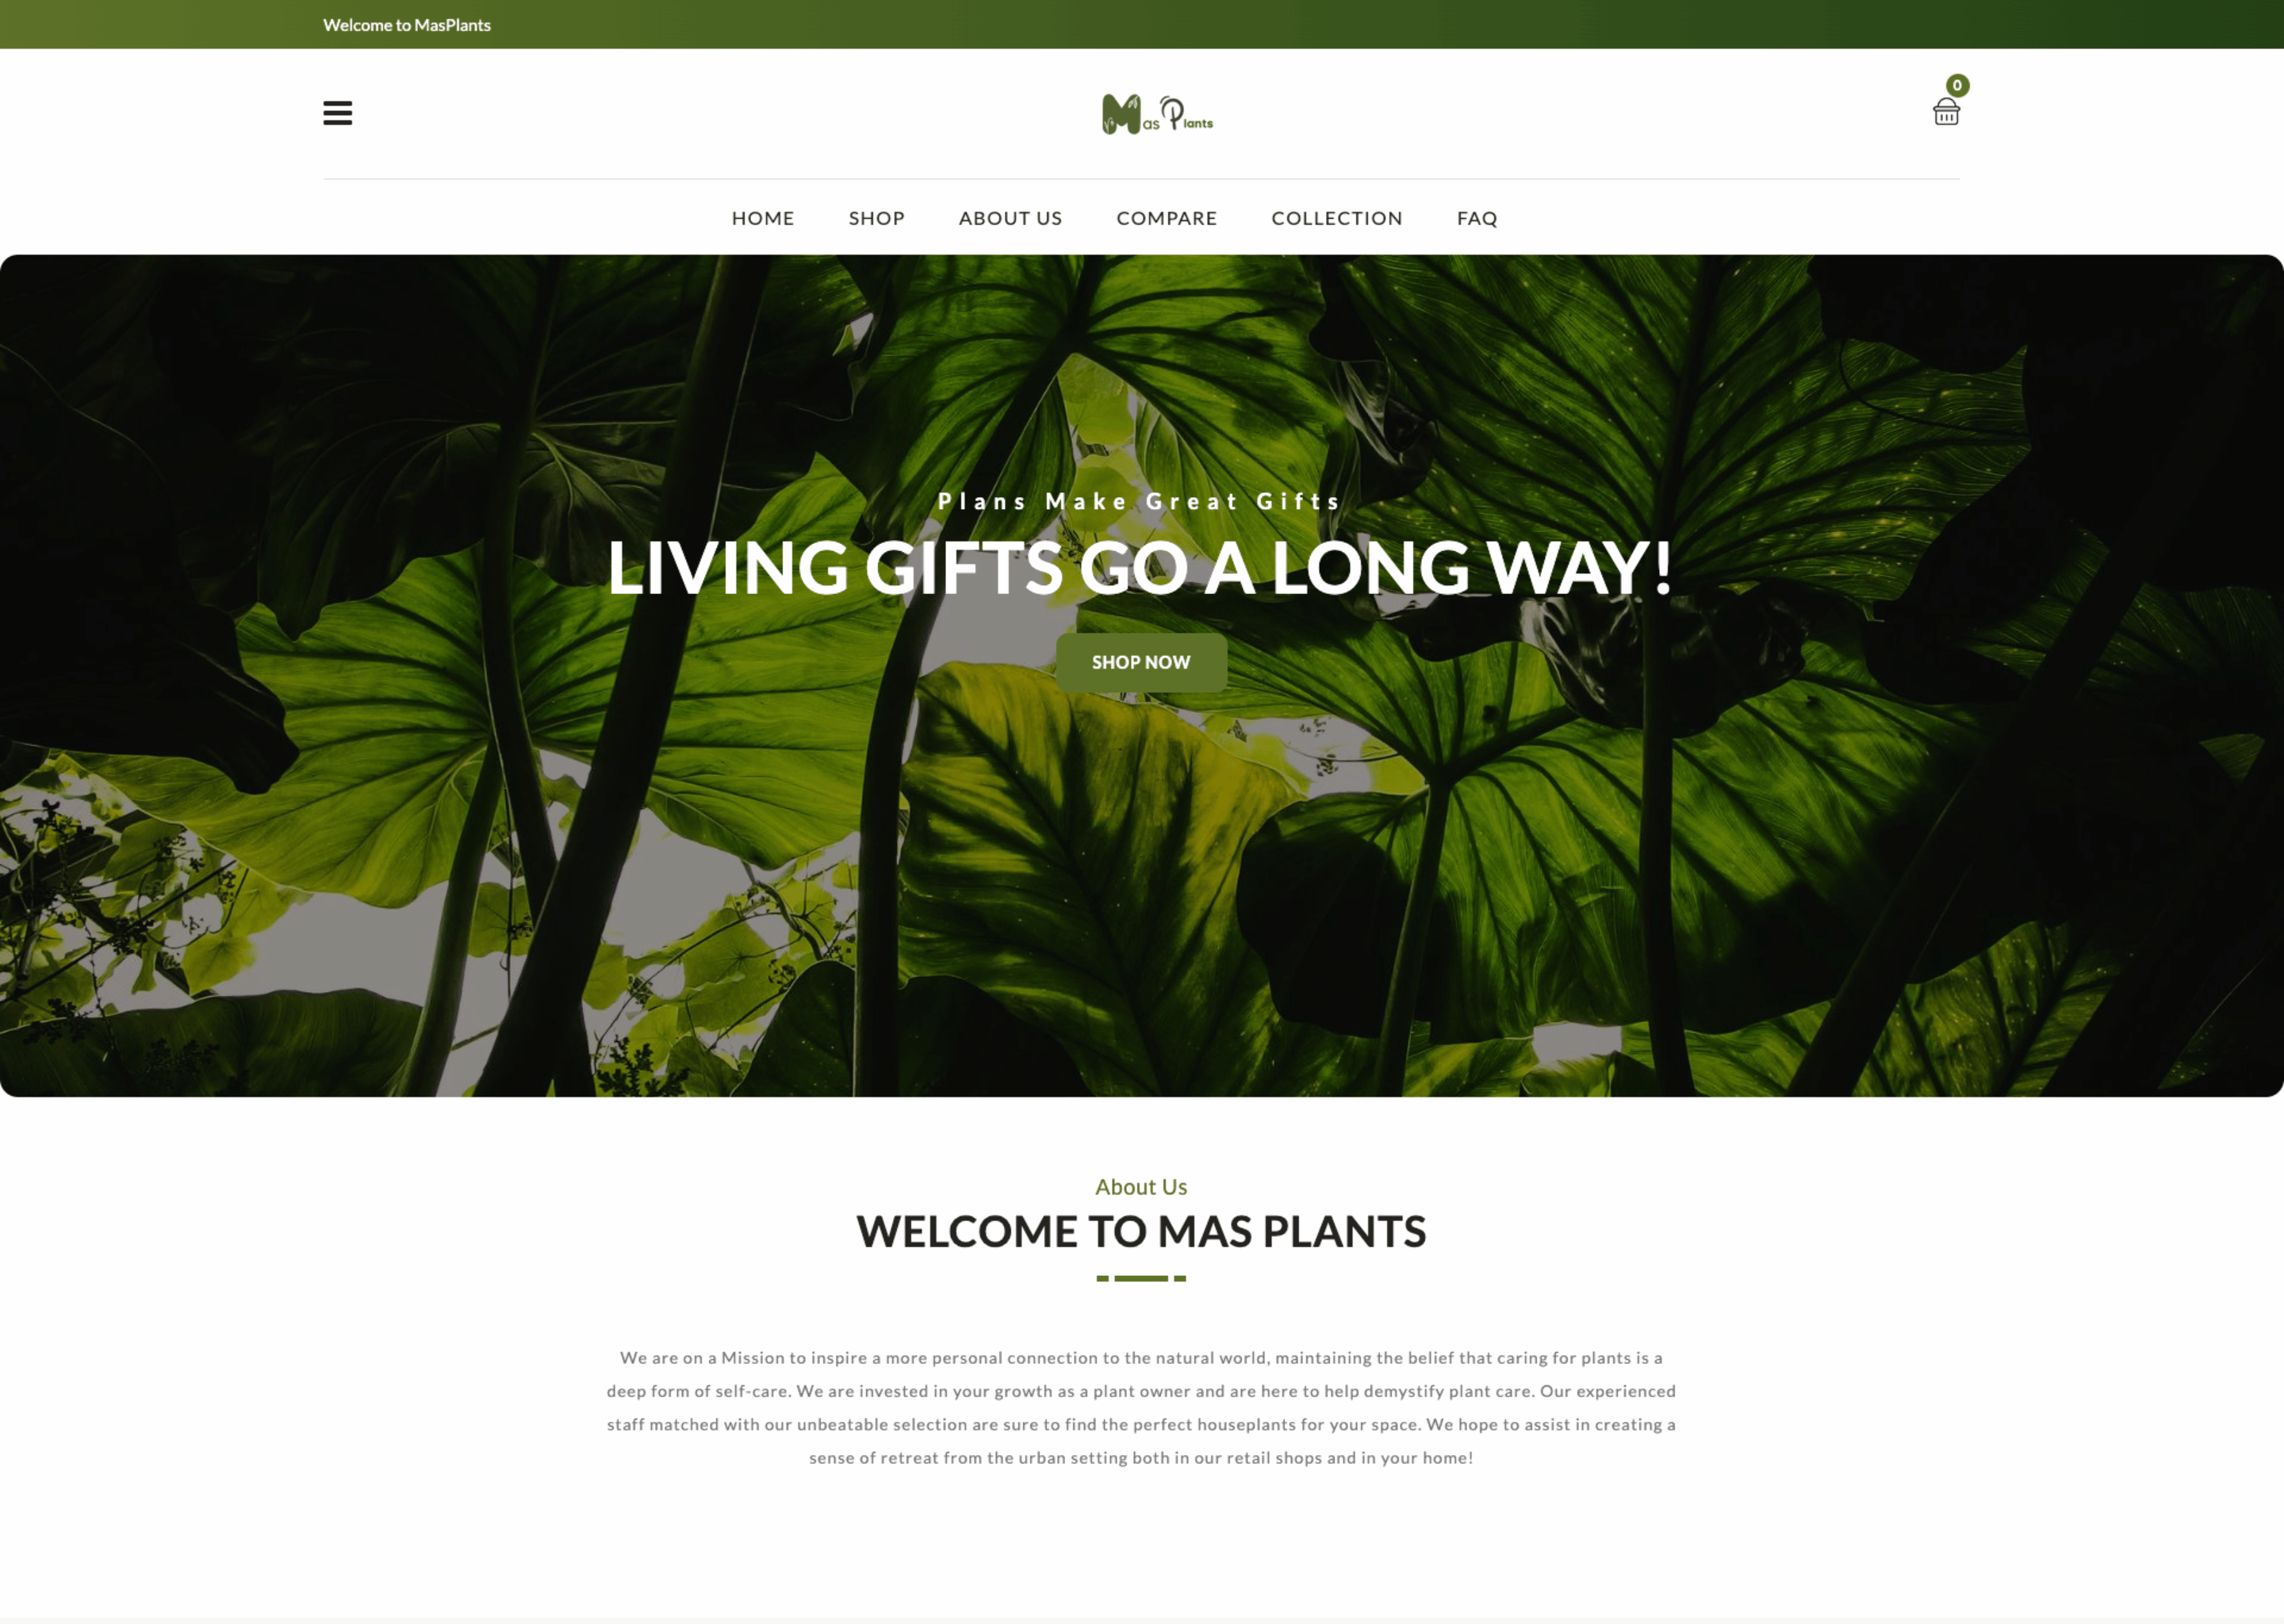 Welcome to MasPlants
0
Mas Plants
HOME SHOP ABOUT US COMPARE COLLECTION FAQ
Plans Make Great Gifts
LIVING GIFTS GO A LONG WAY!
SHOP NOW
About Us
WELCOME TO MAS PLANTS
We are on a Mission to inspire a more personal connection to the natural world, maintaining the belief that caring for plants is a
deep form of self-care. We are invested in your growth as a plant owner and are here to help demystify plant care. Our experienced
staff matched with our unbeatable selection are sure to find the perfect houseplants for your space. We hope to assist in creating a
sense of retreat from the urban setting both in our retail shops and in your home!